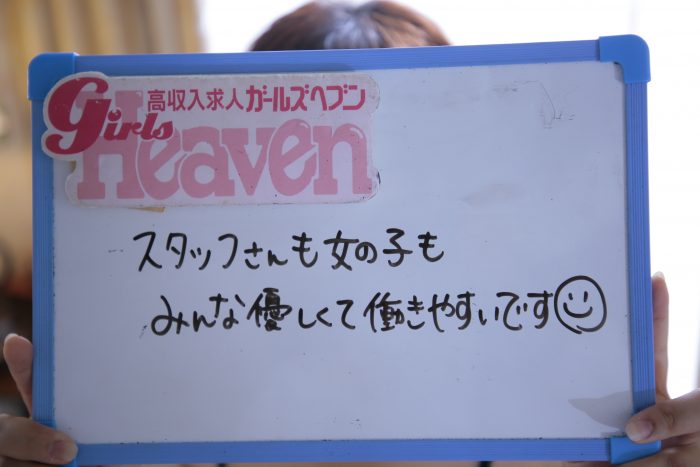 高収入求人ガールズヘブン
Girls Heaven
スタッフさんも女の子も
みんな優しくて働きやすいです